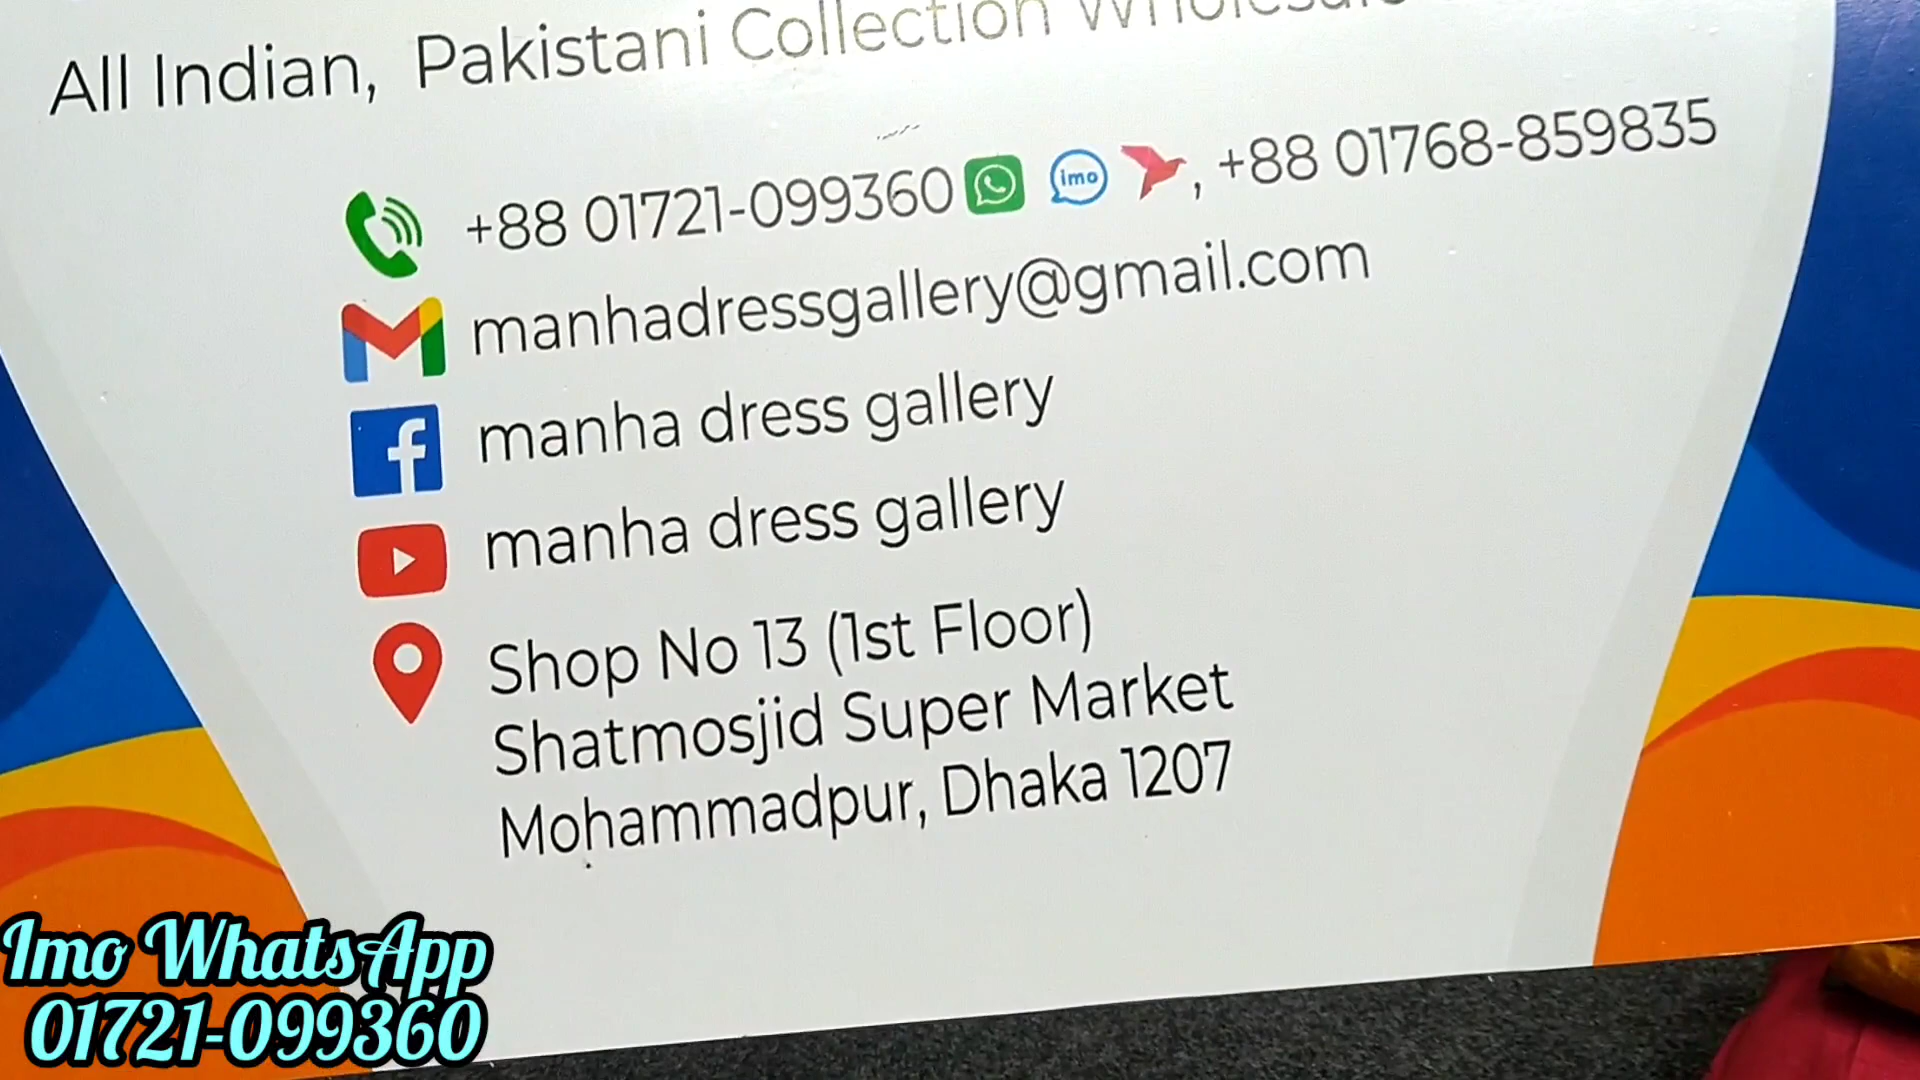 All Indian, Pakistani Collection
+88 01721-099360 imo, +88 01768-859835
manhadressgallery@gmail.com
manha dress gallery
manha dress gallery
Shop No 13 (1st Floor)
Shatmosjid Super Market
Mohammadpur, Dhaka 1207
Imo WhatsApp
01721-099360